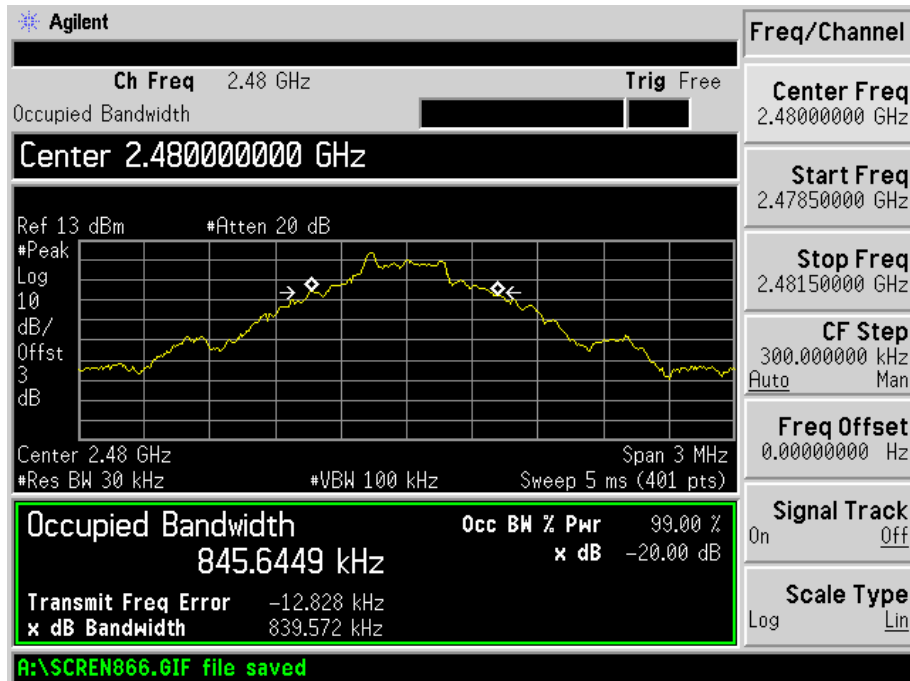 Agilent
Freq/Channel
Ch Freq 2.48 GHz Trig Free
Occupied Bandwidth
Center 2.480000000 GHz
Ref 13 dBm #Atten 20 dB
#Peak
Log
10
dB/
Offst
3
dB
Center 2.48 GHz Span 3 MHz
#Res BW 30 kHz #VBW 100 kHz Sweep 5 ms (401 pts)
Occupied Bandwidth
845.6449 kHz
Occ BW % Pwr 99.00 %
x dB -20.00 dB
Transmit Freq Error -12.828 kHz
x dB Bandwidth 839.572 kHz
A:\SCREN866.GIF file saved
Center Freq
2.48000000 GHz
Start Freq
2.47850000 GHz
Stop Freq
2.48150000 GHz
CF Step
300.000000 kHz
Auto Man
Freq Offset
0.00000000 Hz
Signal Track
On Off
Scale Type
Log Lin